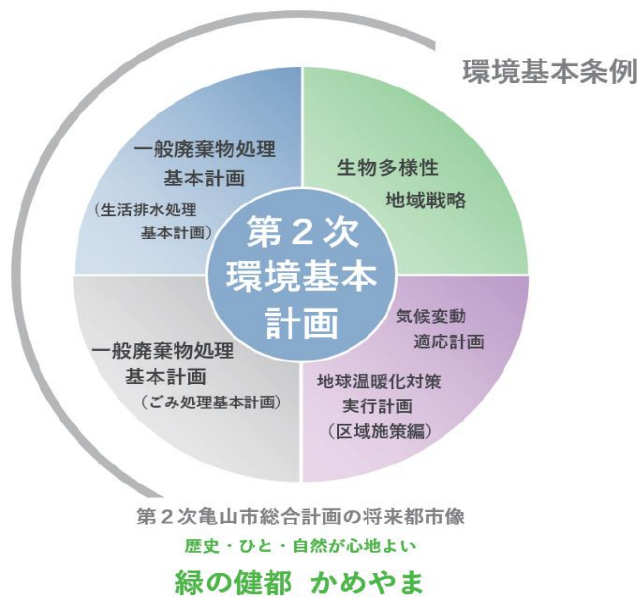 環境基本条例
一般廃棄物処理
基本計画
（生活排水処理
基本計画）
生物多様性
地域戦略
第２次
環境基本
計画
一般廃棄物処理
基本計画
（ごみ処理基本計画）
気候変動
適応計画
地球温暖化対策
実行計画
（区域施策編）
第２次亀山市総合計画の将来都市像
歴史・ひと・自然が心地よい
緑の健都 かめやま